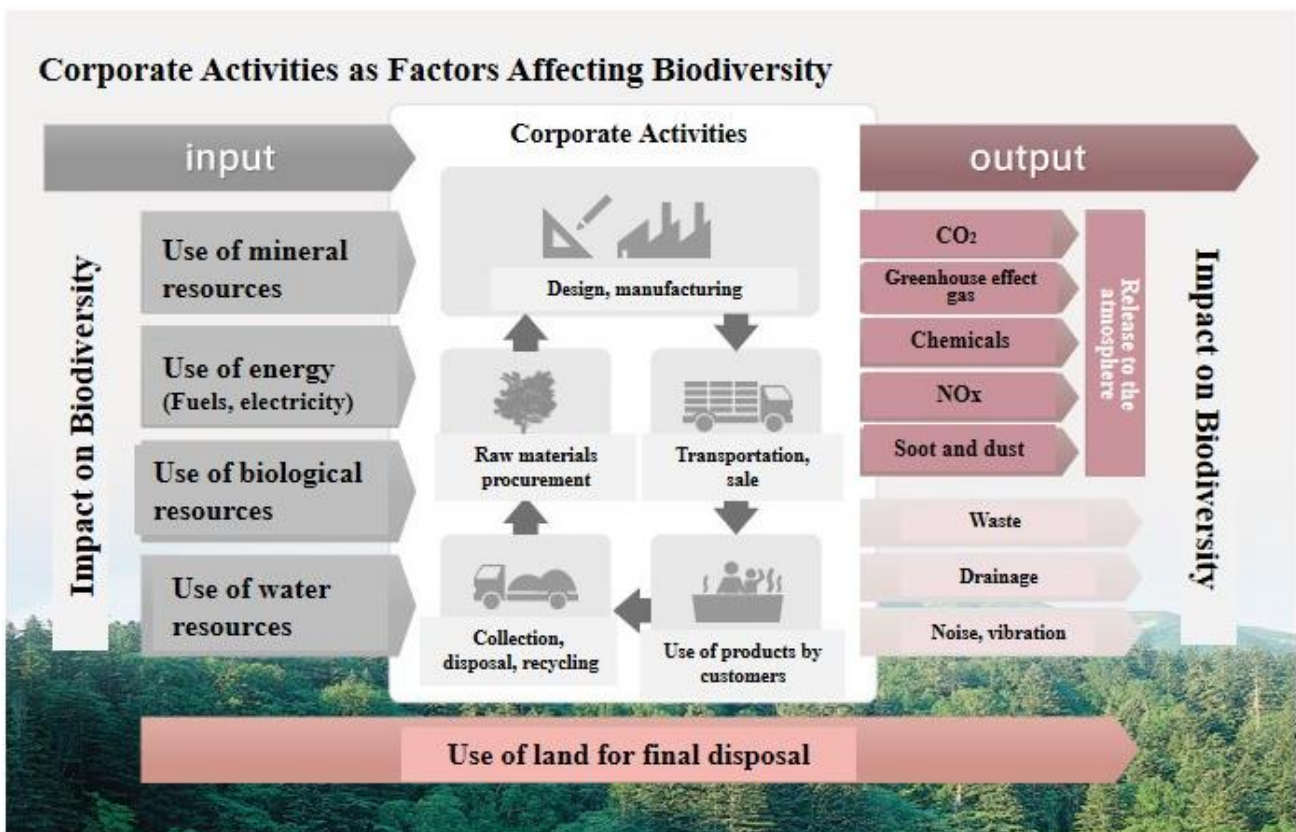 Corporate Activities as Factors Affecting Biodiversity
input
Impact on Biodiversity
Use of mineral
resources
Use of energy
(Fuels, electricity)
Use of biological
resources
Use of water
resources
Corporate Activities
Design, manufacturing
Raw materials
procurement
Transportation,
sale
Collection,
disposal, recycling
Use of products by
customers
output
CO₂
Greenhouse effect
gas
Chemicals
NOx
Soot and dust
Release to the
atmosphere
Waste
Drainage
Noise, vibration
Impact on Biodiversity
Use of land for final disposal